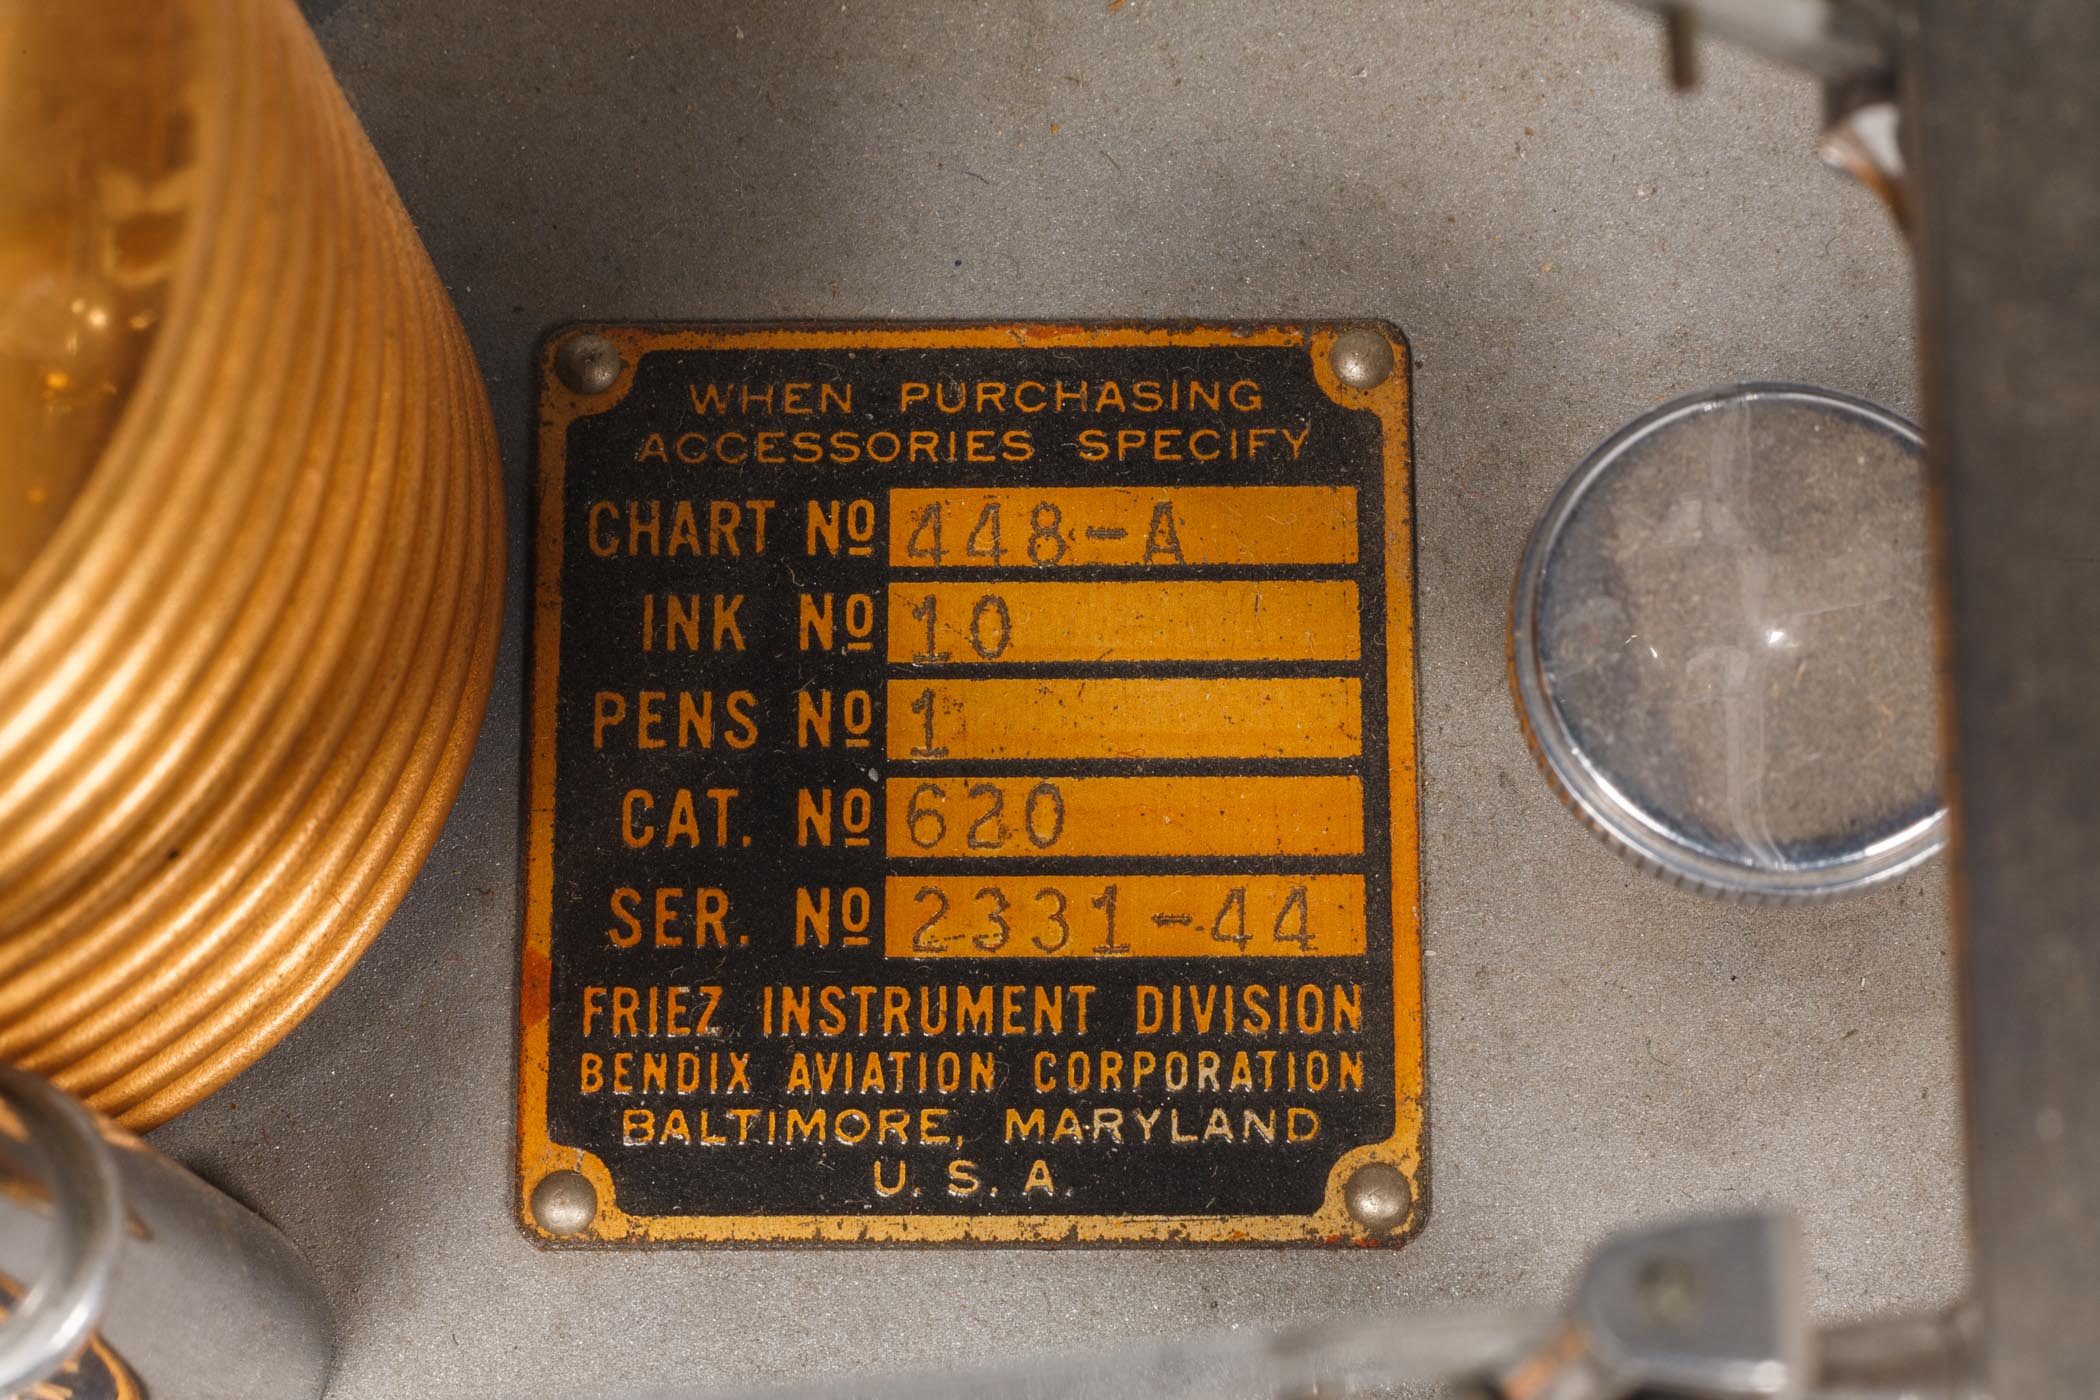 WHEN PURCHASING
ACCESSORIES SPECIFY
CHART Nº 448-A
INK Nº 10
PENS Nº 1
CAT. Nº 620
SER. Nº 2331-44
FRIEZ INSTRUMENT DIVISION
BENDIX AVIATION CORPORATION
BALTIMORE, MARYLAND
U. S. A.